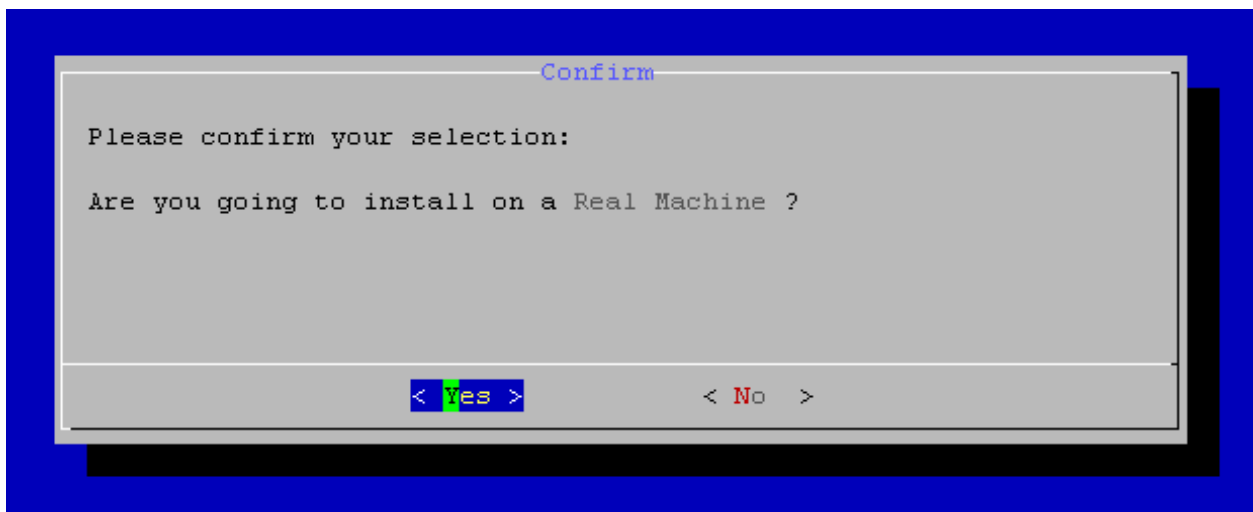 Confirm
Please confirm your selection:
Are you going to install on a Real Machine ?
< Yes > < No >